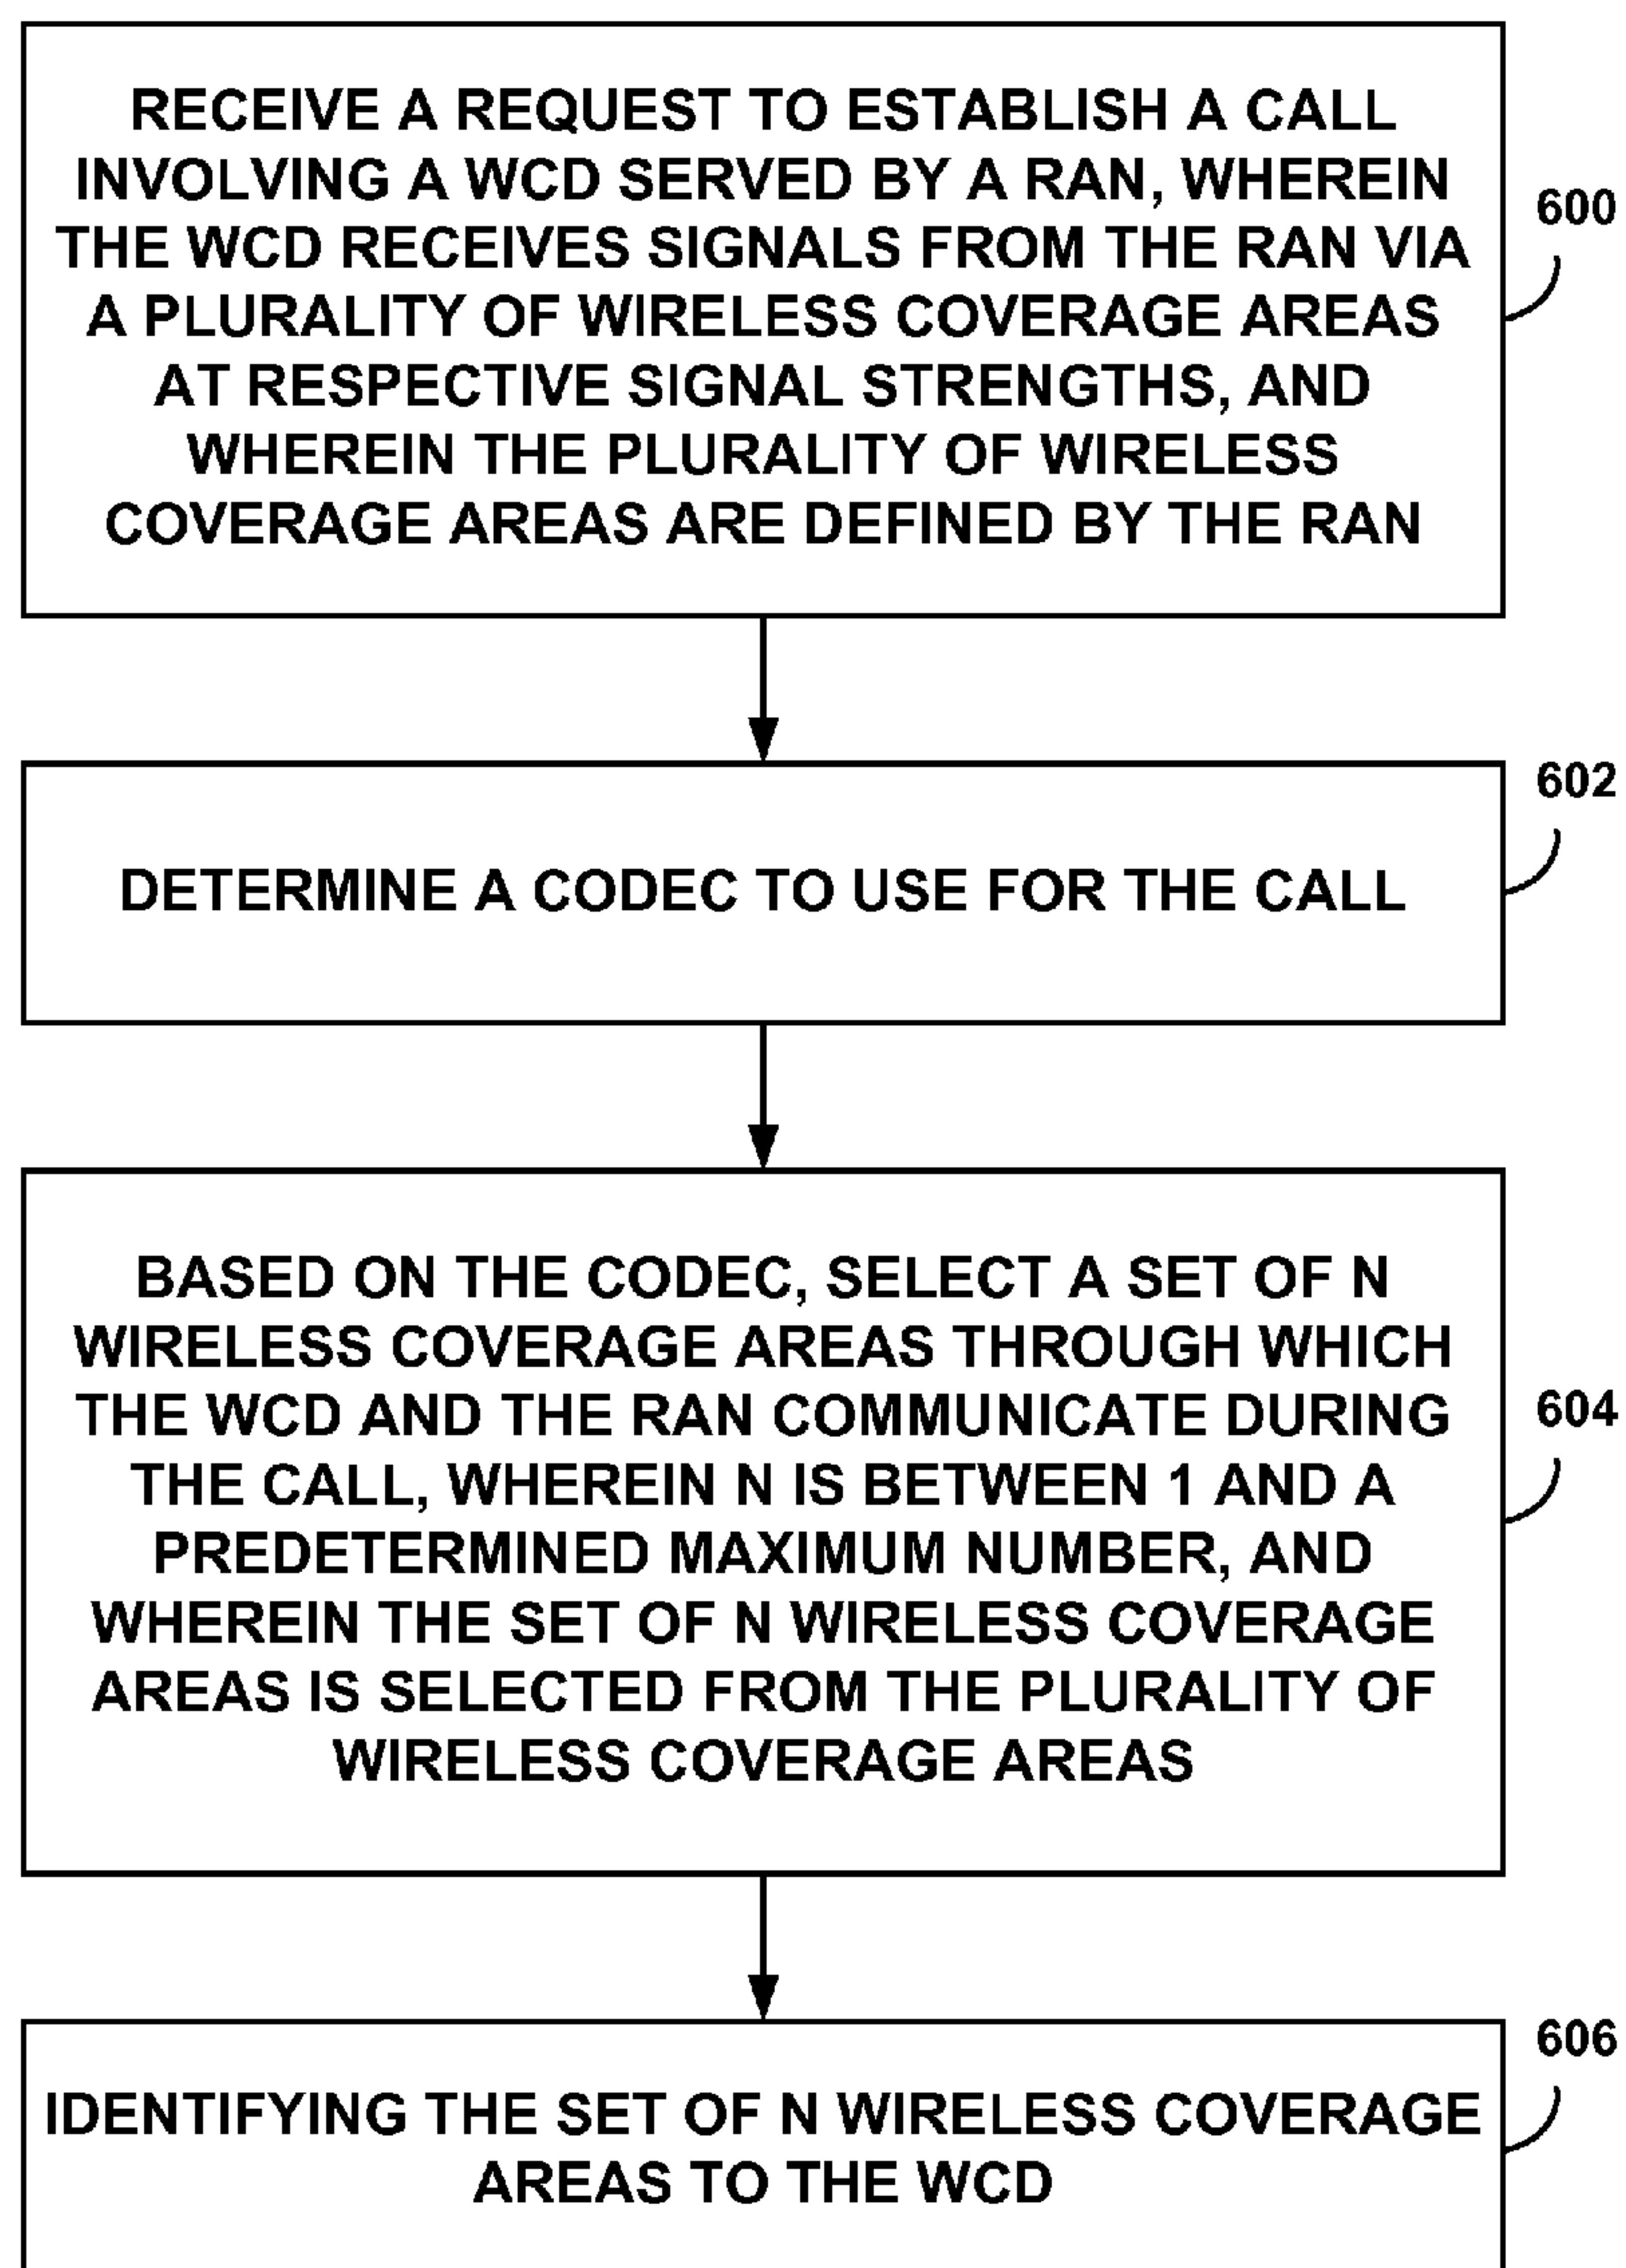 RECEIVE A REQUEST TO ESTABLISH A CALL
INVOLVING A WCD SERVED BY A RAN, WHEREIN
THE WCD RECEIVES SIGNALS FROM THE RAN VIA
A PLURALITY OF WIRELESS COVERAGE AREAS
AT RESPECTIVE SIGNAL STRENGTHS, AND
WHEREIN THE PLURALITY OF WIRELESS
COVERAGE AREAS ARE DEFINED BY THE RAN
600
602
DETERMINE A CODEC TO USE FOR THE CALL
BASED ON THE CODEC, SELECT A SET OF N
WIRELESS COVERAGE AREAS THROUGH WHICH
THE WCD AND THE RAN COMMUNICATE DURING
THE CALL, WHEREIN N IS BETWEEN 1 AND A
PREDETERMINED MAXIMUM NUMBER, AND
WHEREIN THE SET OF N WIRELESS COVERAGE
AREAS IS SELECTED FROM THE PLURALITY OF
WIRELESS COVERAGE AREAS
604
606
IDENTIFYING THE SET OF N WIRELESS COVERAGE
AREAS TO THE WCD